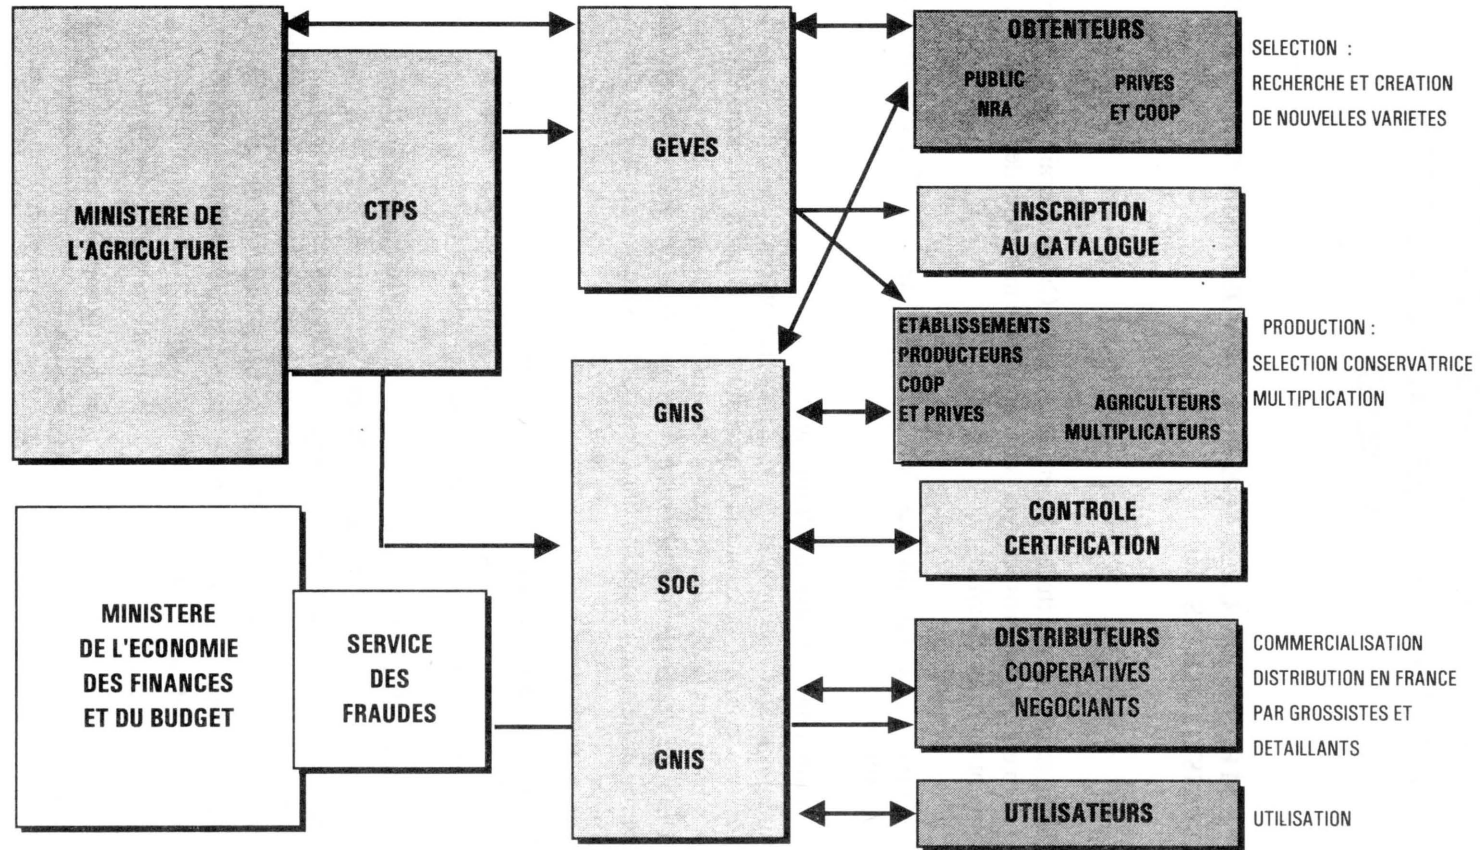 MINISTERE DE
L'AGRICULTURE
CTPS
GEVES
OBTENTEURS
PUBLIC
NRA
PRIVES
ET COOP
SELECTION :
RECHERCHE ET CREATION
DE NOUVELLES VARIETES
INSCRIPTION
AU CATALOGUE
ETABLISSEMENTS
PRODUCTEURS
COOP
ET PRIVES
AGRICULTEURS
MULTIPLICATEURS
PRODUCTION :
SELECTION CONSERVATRICE
MULTIPLICATION
GNIS
SOC
GNIS
CONTROLE
CERTIFICATION
MINISTERE
DE L'ECONOMIE
DES FINANCES
ET DU BUDGET
SERVICE
DES
FRAUDES
DISTRIBUTEURS
COOPERATIVES
NEGOCIANTS
COMMERCIALISATION
DISTRIBUTION EN FRANCE
PAR GROSSISTES ET
DETAILLANTS
UTILISATEURS
UTILISATION